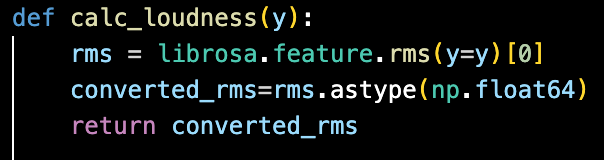 def calc_loudness(y):
    rms = librosa.feature.rms(y=y)[0]
    converted_rms=rms.astype(np.float64)
    return converted_rms